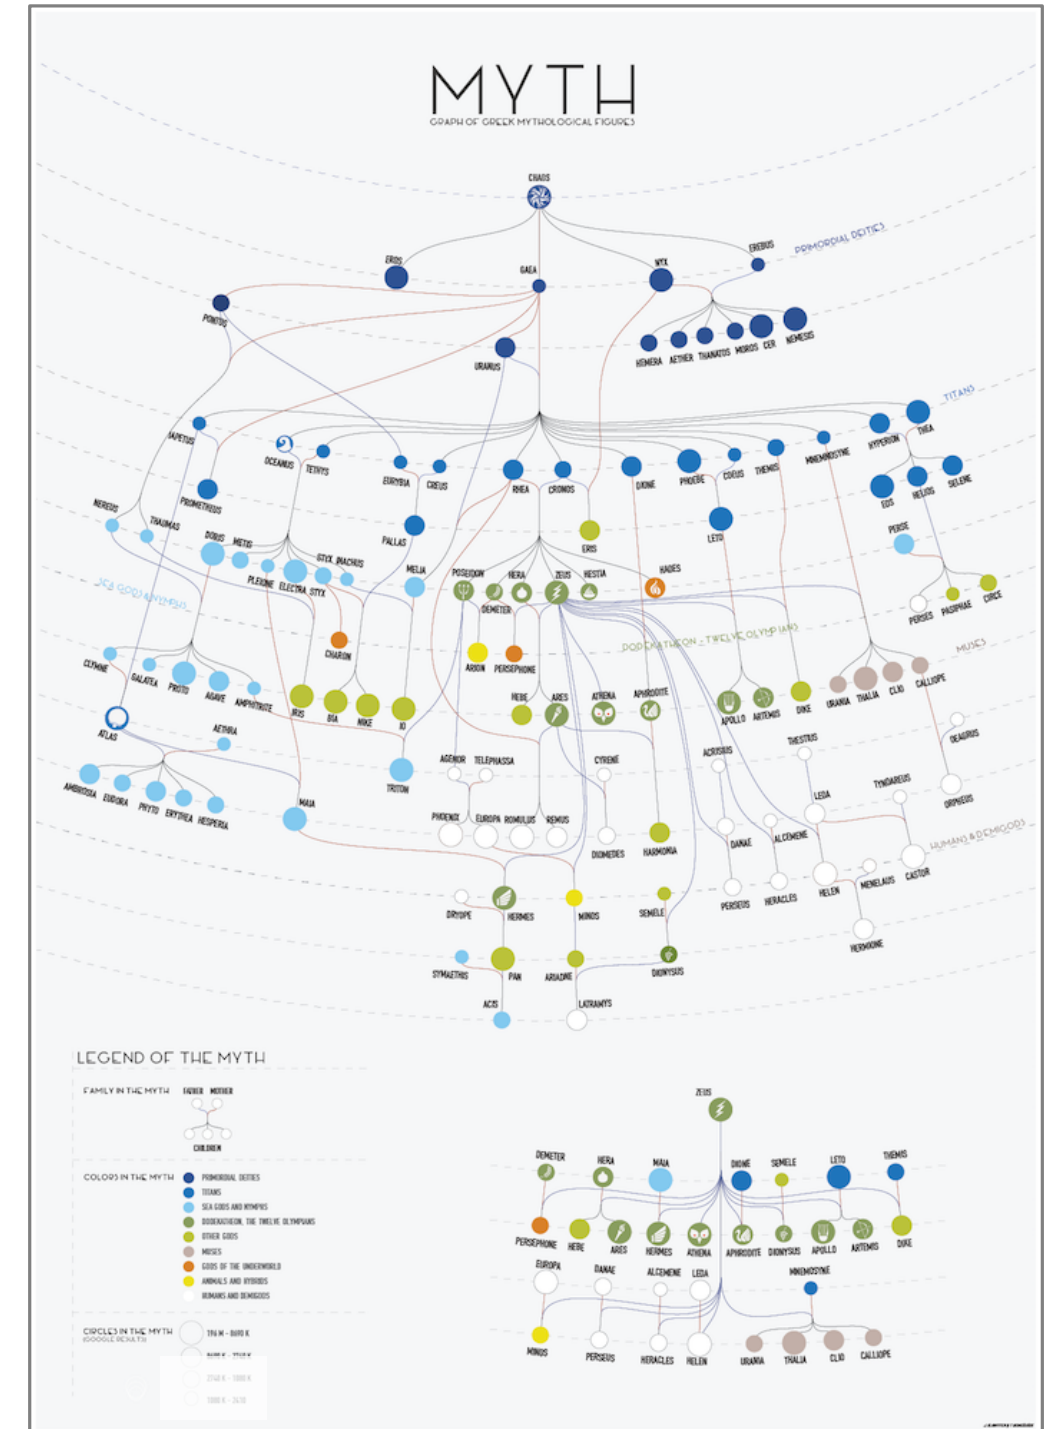 MYTH
GRAPH OF GREEK MYTHOLOGICAL FIGURES
CHAOS
EROS
GAEA
NYX
EREBUS
PRIMORDIAL DEITIES
PONTUS
URANUS
HEMERA
AETHER
THANATOS
MOROS
CER
NEMESIS
TITANS
IAPETUS
OCEANUS
TETHYS
EURYBIA
CREUS
RHEA
CRONOS
DIONE
PHOEBE
COEUS
THEMIS
MNEMNOSYNE
HYPERION
THEA
PROMETHEUS
EOS
HELIOS
SELENE
NEREUS
THAUMAS
DORIS
METIS
PLEIONE
ELECTRA
STYX
STYX
INACHUS
PALLAS
MELIA
ERIS
LETO
PERSE
SEA GODS & NYMPHS
POSEIDON
DEMETER
HERA
ZEUS
HESTIA
HADES
PERSES
PASIPHAE
CIRCE
CHARON
ARION
PERSEPHONE
DODEKATHEON - TWELVE OLYMPIANS
MUSES
CLYMNE
GALATEA
PROTO
AGAVE
AMPHITRITE
IRIS
BIA
NIKE
IO
HEBE
ARES
ATHENA
APHRODITE
APOLLO
ARTEMIS
DIKE
URANIA
THALIA
CLIO
CALLIOPE
ATLAS
AETHRA
TRITON
AGENOR
TELEPHASSA
CYRENE
ACRISIUS
THESTIUS
OEAGRUS
AMBROSIA
EUDORA
PHYTO
ERYTHEA
HESPERIA
MAIA
PHOENIX
EUROPA
ROMULUS
REMUS
DIOMEDES
HARMONIA
DANAE
ALCEMENE
LEDA
TYNDAREUS
ORPHEUS
HUMANS & DEMIGODS
DRYOPE
HERMES
MINOS
SEMELE
PERSEUS
HERACLES
HELEN
MENELAUS
CASTOR
HERMIONE
SYMAETHIS
PAN
ARIADNE
DIONYSUS
ACIS
LATRAMYS
LEGEND OF THE MYTH
FAMILY IN THE MYTH
FATHER MOTHER
CHILDREN
COLORS IN THE MYTH
PRIMORDIAL DEITIES
TITANS
SEA GODS AND NYMPHS
DODEKATHEON, THE TWELVE OLYMPIANS
OTHER GODS
MUSES
GODS OF THE UNDERWORLD
ANIMALS AND HYBRIDS
HUMANS AND DEMIGODS
CIRCLES IN THE MYTH
(GOOGLE RESULTS)
196 M - 8690 K
ZEUS
DEMETER
HERA
MAIA
DIONE
SEMELE
LETO
THEMIS
PERSEPHONE
HEBE
ARES
HERMES
ATHENA
APHRODITE
DIONYSUS
APOLLO
ARTEMIS
DIKE
EUROPA
DANAE
ALCEMENE
LEDA
MNEMOSYNE
MINOS
PERSEUS
HERACLES
HELEN
URANIA
THALIA
CLIO
CALLIOPE